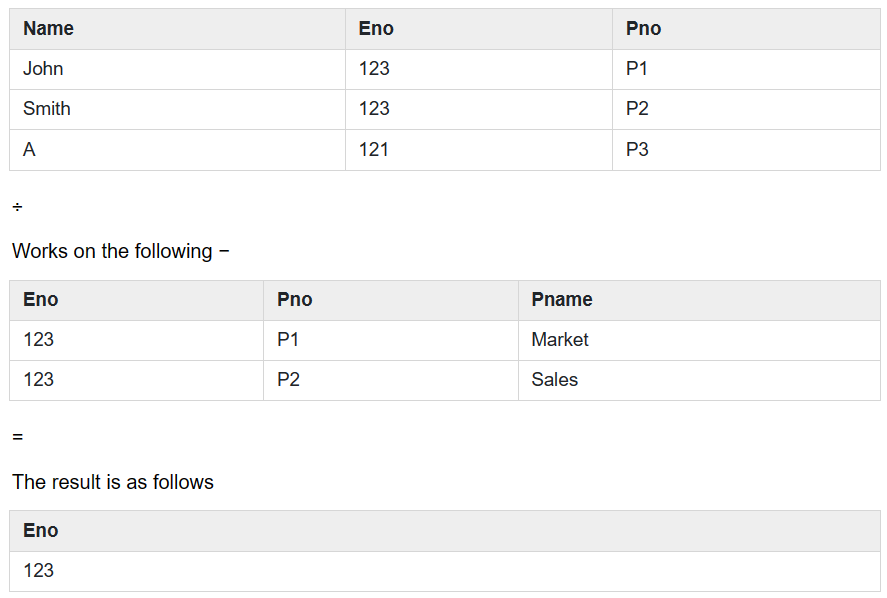 Name Eno Pno
John 123 P1
Smith 123 P2
A 121 P3
÷
Works on the following −
Eno Pno Pname
123 P1 Market
123 P2 Sales
=
The result is as follows
Eno
123